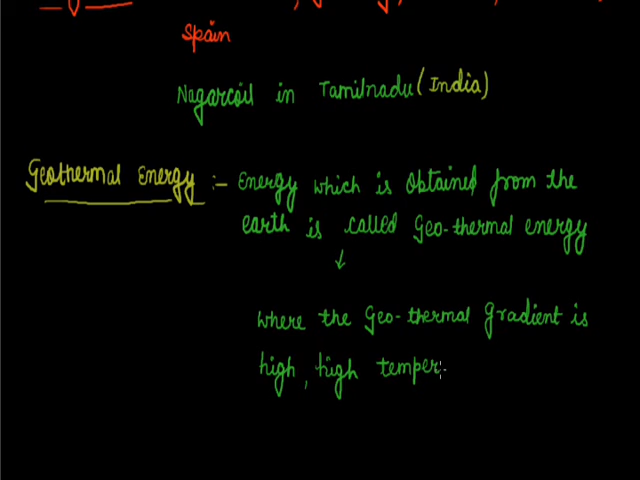 Spain
Nagarcoil in Tamilnadu (India)
Geothermal Energy :- Energy which is obtained from the
earth is called Geo-thermal energy
where the Geo-thermal gradient is
high, high temper